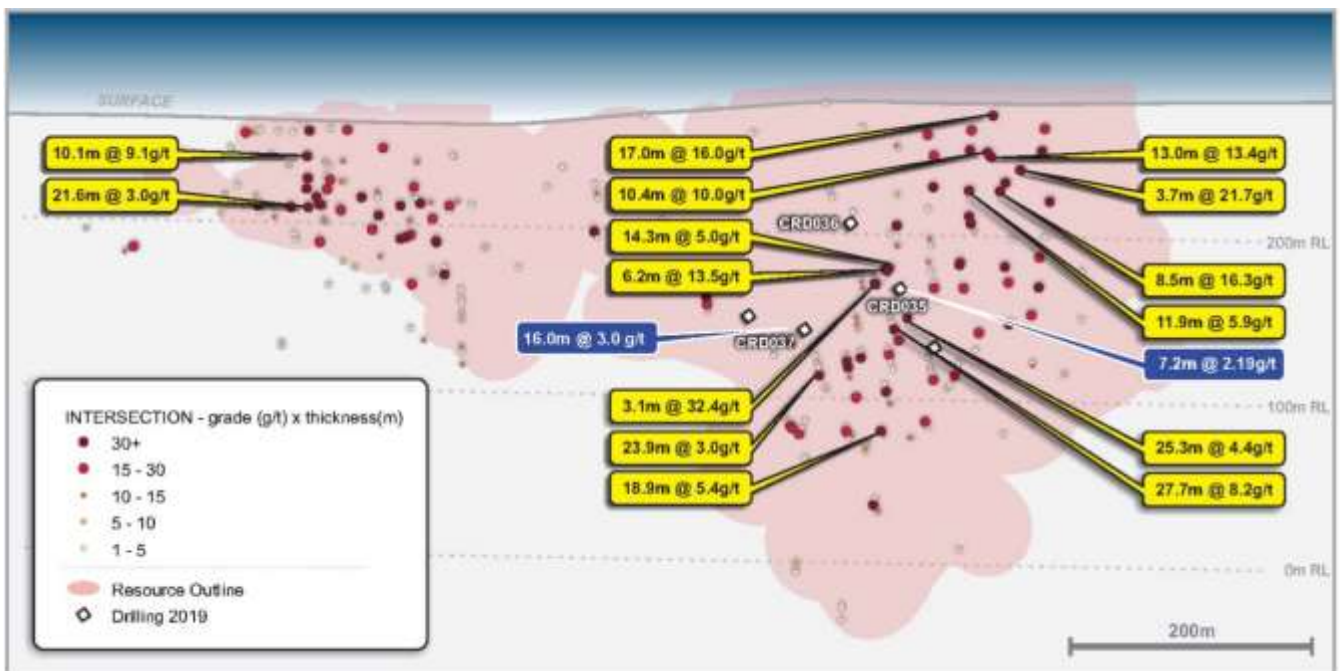 SURFACE
10.1m @ 9.1g/t
21.6m @ 3.0g/t
17.0m @ 16.0g/t
10.4m @ 10.0g/t
13.0m @ 13.4g/t
3.7m @ 21.7g/t
CRD036
14.3m @ 5.0g/t
200m RL
6.2m @ 13.5g/t
8.5m @ 16.3g/t
CRD035
11.9m @ 5.9g/t
16.0m @ 3.0 g/t
CRD037
7.2m @ 2.19g/t
3.1m @ 32.4g/t
100m RL
23.9m @ 3.0g/t
25.3m @ 4.4g/t
18.9m @ 5.4g/t
27.7m @ 8.2g/t
0m RL
INTERSECTION - grade (g/t) x thickness(m)
30+
15 - 30
10 - 15
5 - 10
1 - 5
Resource Outline
Drilling 2019
200m